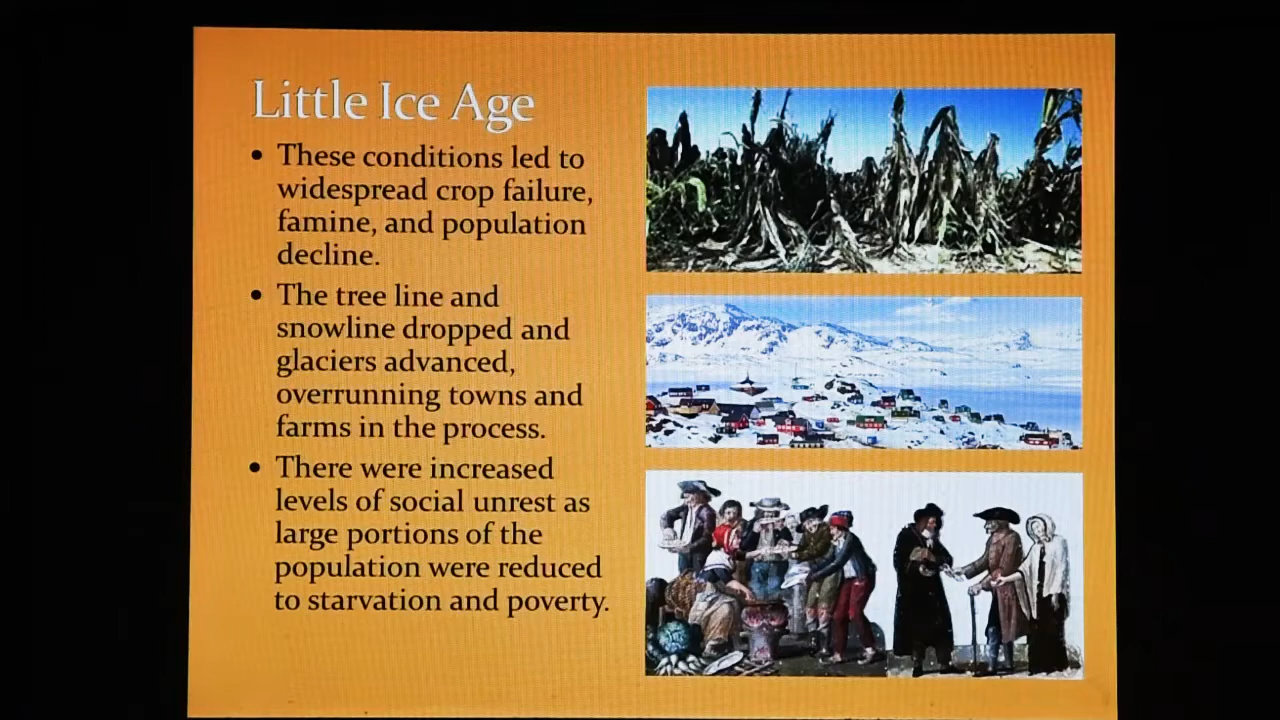 Little Ice Age
• These conditions led to
widespread crop failure,
famine, and population
decline.
• The tree line and
snowline dropped and
glaciers advanced,
overrunning towns and
farms in the process.
• There were increased
levels of social unrest as
large portions of the
population were reduced
to starvation and poverty.